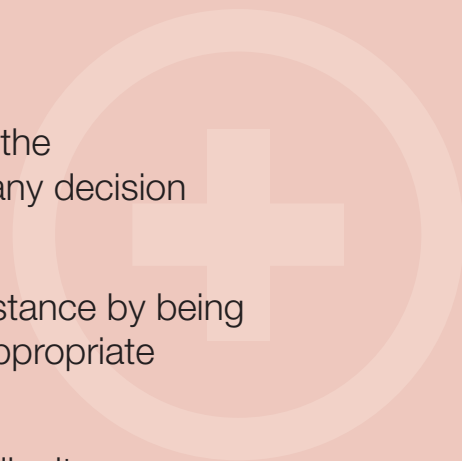 the
any decision
stance by being
ppropriate